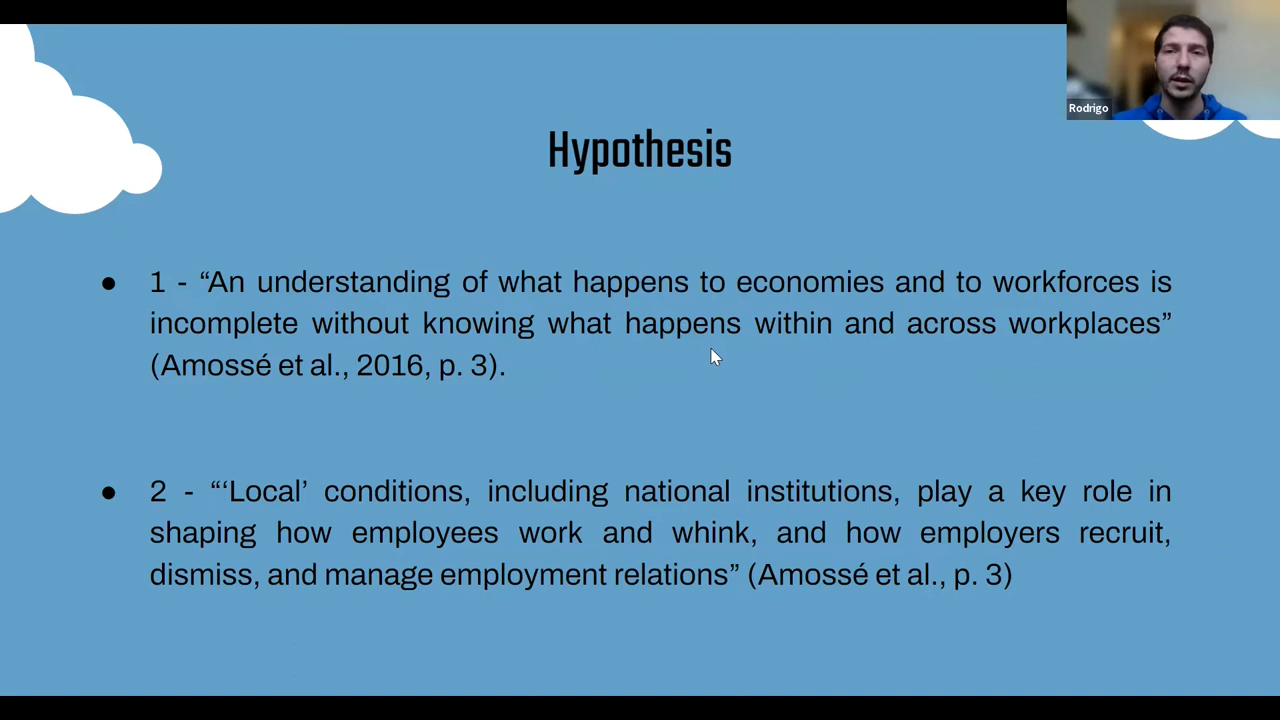 Rodrigo
Hypothesis
● 1 - “An understanding of what happens to economies and to workforces is
incomplete without knowing what happens within and across workplaces”
(Amossé et al., 2016, p. 3).
● 2 - “‘Local’ conditions, including national institutions, play a key role in
shaping how employees work and whink, and how employers recruit,
dismiss, and manage employment relations” (Amossé et al., p. 3)